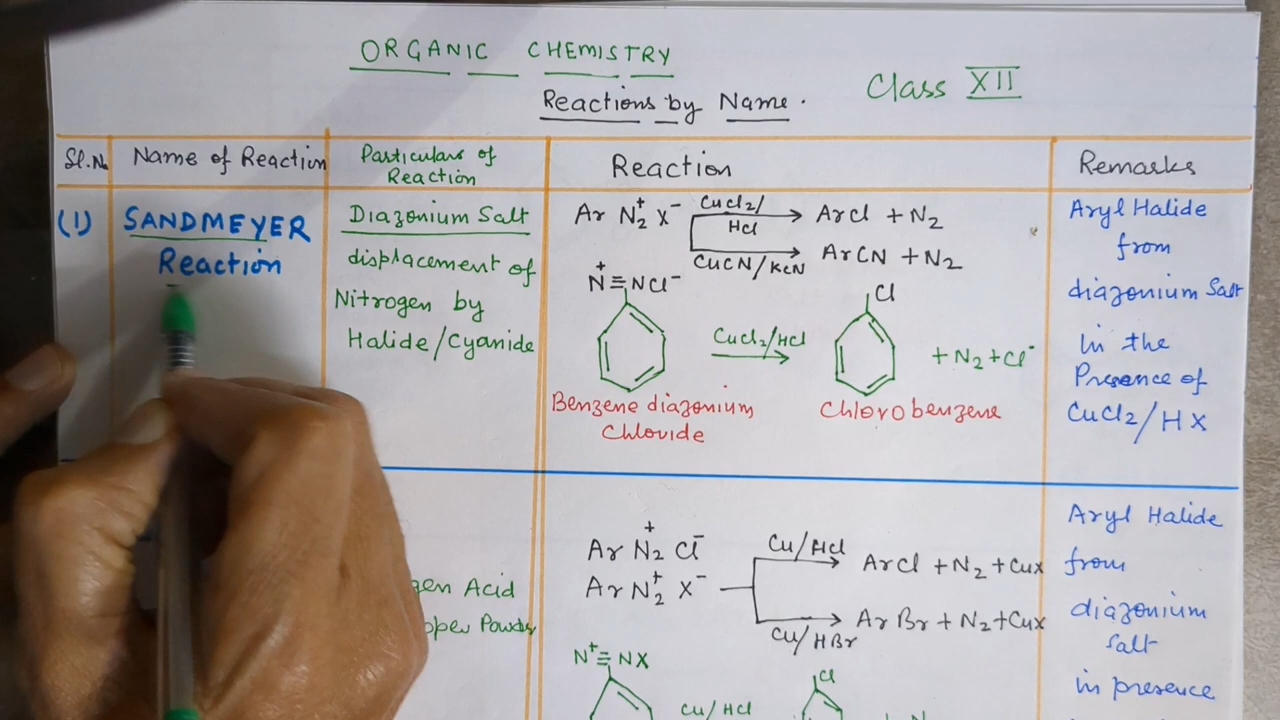 ORGANIC CHEMISTRY
Class XII
Reactions by Name.
Sl.No
Name of Reaction
Particulars of
Reaction
Reaction
Remarks
(1)
SANDMEYER
Reaction
Diazonium Salt
displacement of
Nitrogen by
Halide/Cyanide
Ar N₂⁺ X⁻
CuCl2/
HCl
ArCl + N₂
CuCN/KCN
ArCN + N₂
N⁺≡NCl⁻
CuCl2/HCl
Cl
+ N₂ + Cl⁻
Benzene diazonium
Chloride
Chlorobenzene
Aryl Halide
from
diazonium Salt
in the
Presence of
CuCl2/HX
gen Acid
opper Powder
Ar N₂⁺ Cl⁻
Ar N₂⁺ X⁻
Cu/HCl
ArCl + N₂ + CuX
Cu/HBr
ArBr + N₂ + CuX
N⁺≡NX
Cu/HCl
Cl
Aryl Halide
from
diazonium
Salt
in presence